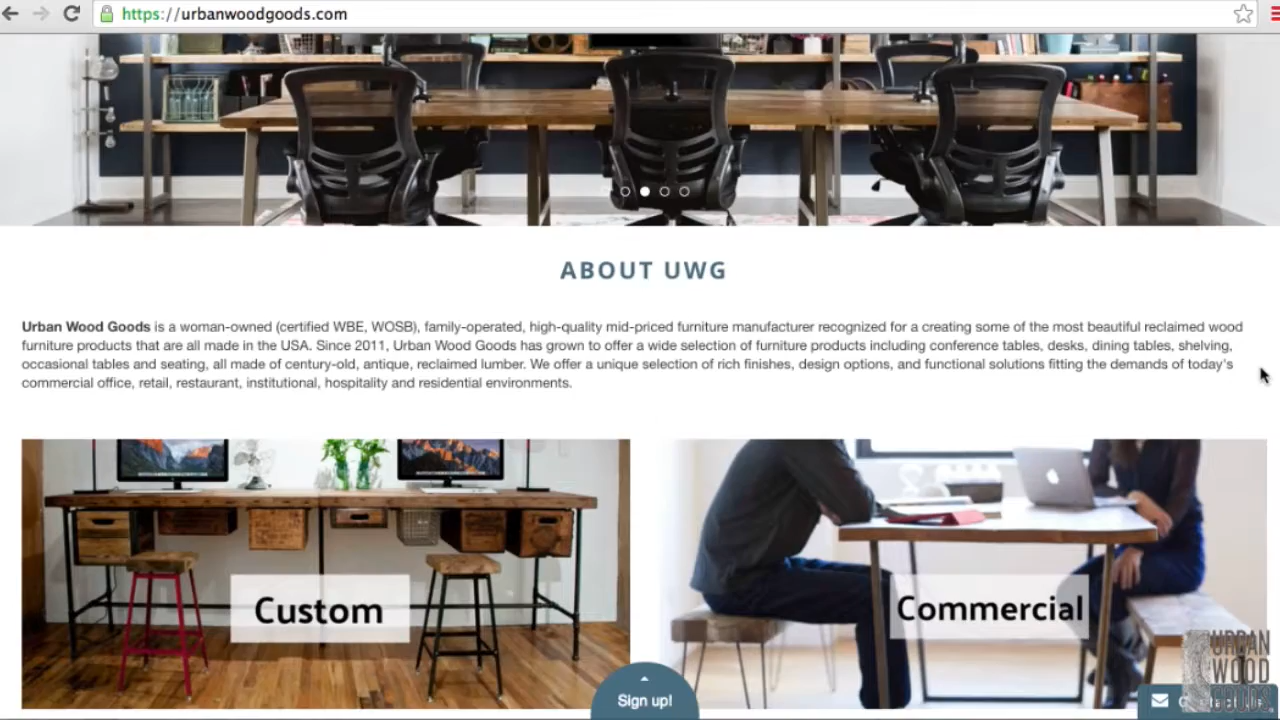 https://urbanwoodgoods.com
ABOUT UWG
Urban Wood Goods is a woman-owned (certified WBE, WOSB), family-operated, high-quality mid-priced furniture manufacturer recognized for a creating some of the most beautiful reclaimed wood
furniture products that are all made in the USA. Since 2011, Urban Wood Goods has grown to offer a wide selection of furniture products including conference tables, desks, dining tables, shelving,
occasional tables and seating, all made of century-old, antique, reclaimed lumber. We offer a unique selection of rich finishes, design options, and functional solutions fitting the demands of today's
commercial office, retail, restaurant, institutional, hospitality and residential environments.
Custom
Commercial
Sign up!
URBAN
WOOD
GOODS